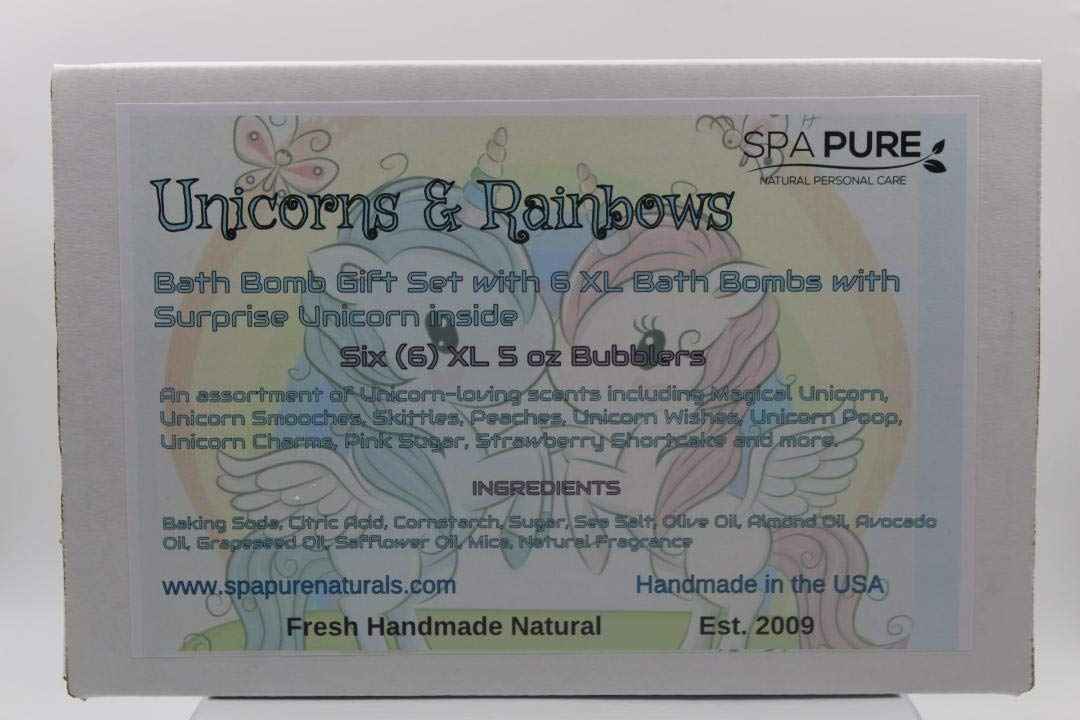 SPA PURE
NATURAL PERSONAL CARE
Unicorns & Rainbows
Bath Bomb Gift Set with 6 XL Bath Bombs with
Surprise Unicorn inside
Six (6) XL 5 oz Bubblers
An assortment of Unicorn-loving scents including Magical Unicorn,
Unicorn Smooches, Skittles, Peaches, Unicorn Wishes, Unicorn Poop,
Unicorn Charms, Pink Sugar, Strawberry Shortcake and more.
INGREDIENTS
Baking Soda, Citric Acid, Cornstarch, Sugar, Sea Salt, Olive Oil, Almond Oil, Avocado
Oil, Grapeseed Oil, Safflower Oil, Mica, Natural Fragrance
www.spapurenaturals.com Handmade in the USA
Fresh Handmade Natural Est. 2009